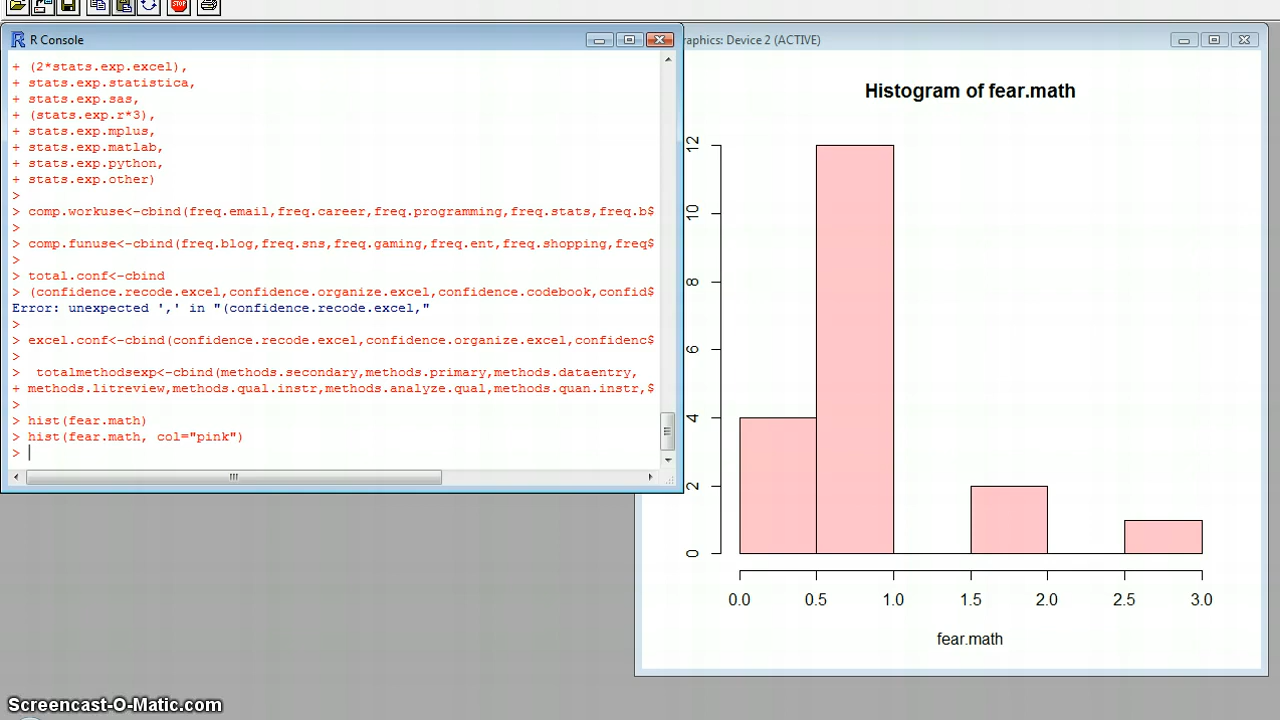 R Console
+ (2*stats.exp.excel),
+ stats.exp.statistica,
+ stats.exp.sas,
+ (stats.exp.r*3),
+ stats.exp.mplus,
+ stats.exp.matlab,
+ stats.exp.python,
+ stats.exp.other)
>
> comp.workuse<-cbind(freq.email,freq.career,freq.programming,freq.stats,freq.b$
>
> comp.funuse<-cbind(freq.blog,freq.sns,freq.gaming,freq.ent,freq.shopping,freq$
>
> total.conf<-cbind
> (confidence.recode.excel,confidence.organize.excel,confidence.codebook,confid$
Error: unexpected ',' in "(confidence.recode.excel,"
>
> excel.conf<-cbind(confidence.recode.excel,confidence.organize.excel,confidenc$
>
>  totalmethodsexp<-cbind(methods.secondary,methods.primary,methods.dataentry,
+ methods.litreview,methods.qual.instr,methods.analyze.qual,methods.quan.instr,$
>
> hist(fear.math)
> hist(fear.math, col="pink")
>
raphics: Device 2 (ACTIVE)
Histogram of fear.math
12
10
8
6
4
2
0
0.0 0.5 1.0 1.5 2.0 2.5 3.0
fear.math
STOP
Screencast-O-Matic.com